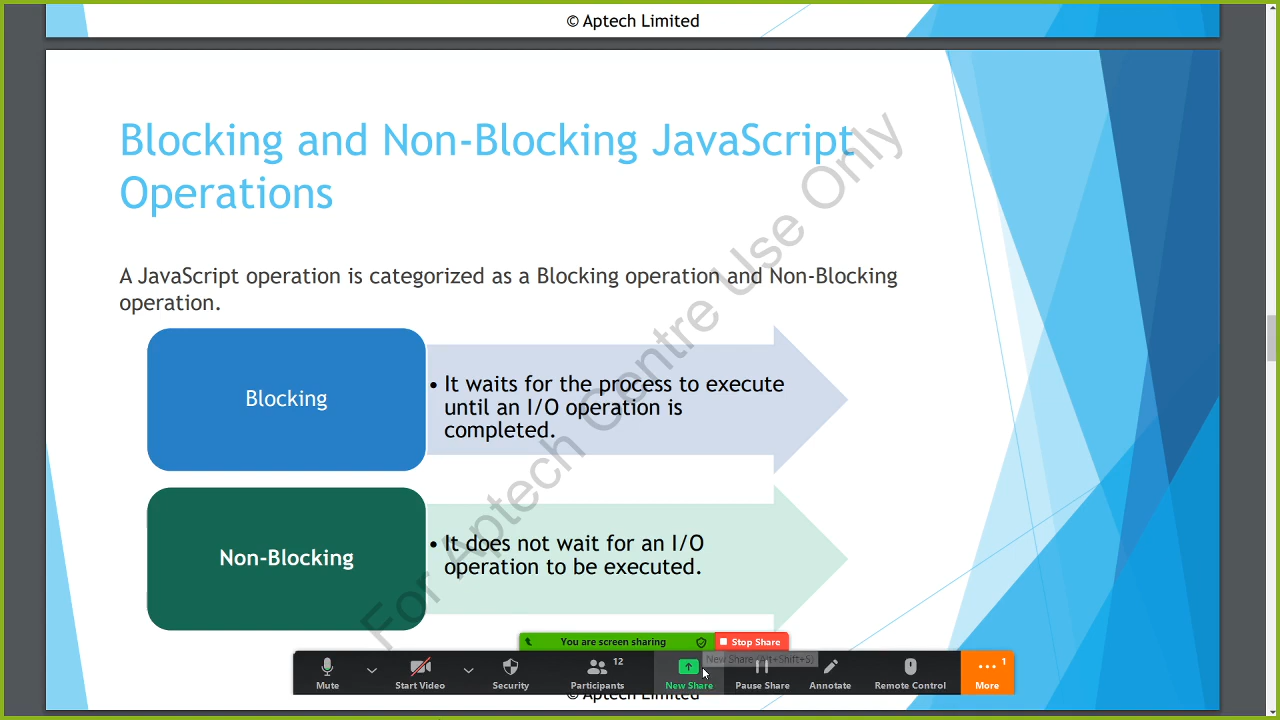 © Aptech Limited
Blocking and Non-Blocking JavaScript
Operations
A JavaScript operation is categorized as a Blocking operation and Non-Blocking
operation.
Blocking
• It waits for the process to execute
until an I/O operation is
completed.
Non-Blocking
• It does not wait for an I/O
operation to be executed.
For Aptech Centre Use Only
You are screen sharing
Stop Share
New Share (Alt+Shift+S)
12
1
Mute
Start Video
Security
Participants
New Share
Pause Share
Annotate
Remote Control
More
© Aptech Limited